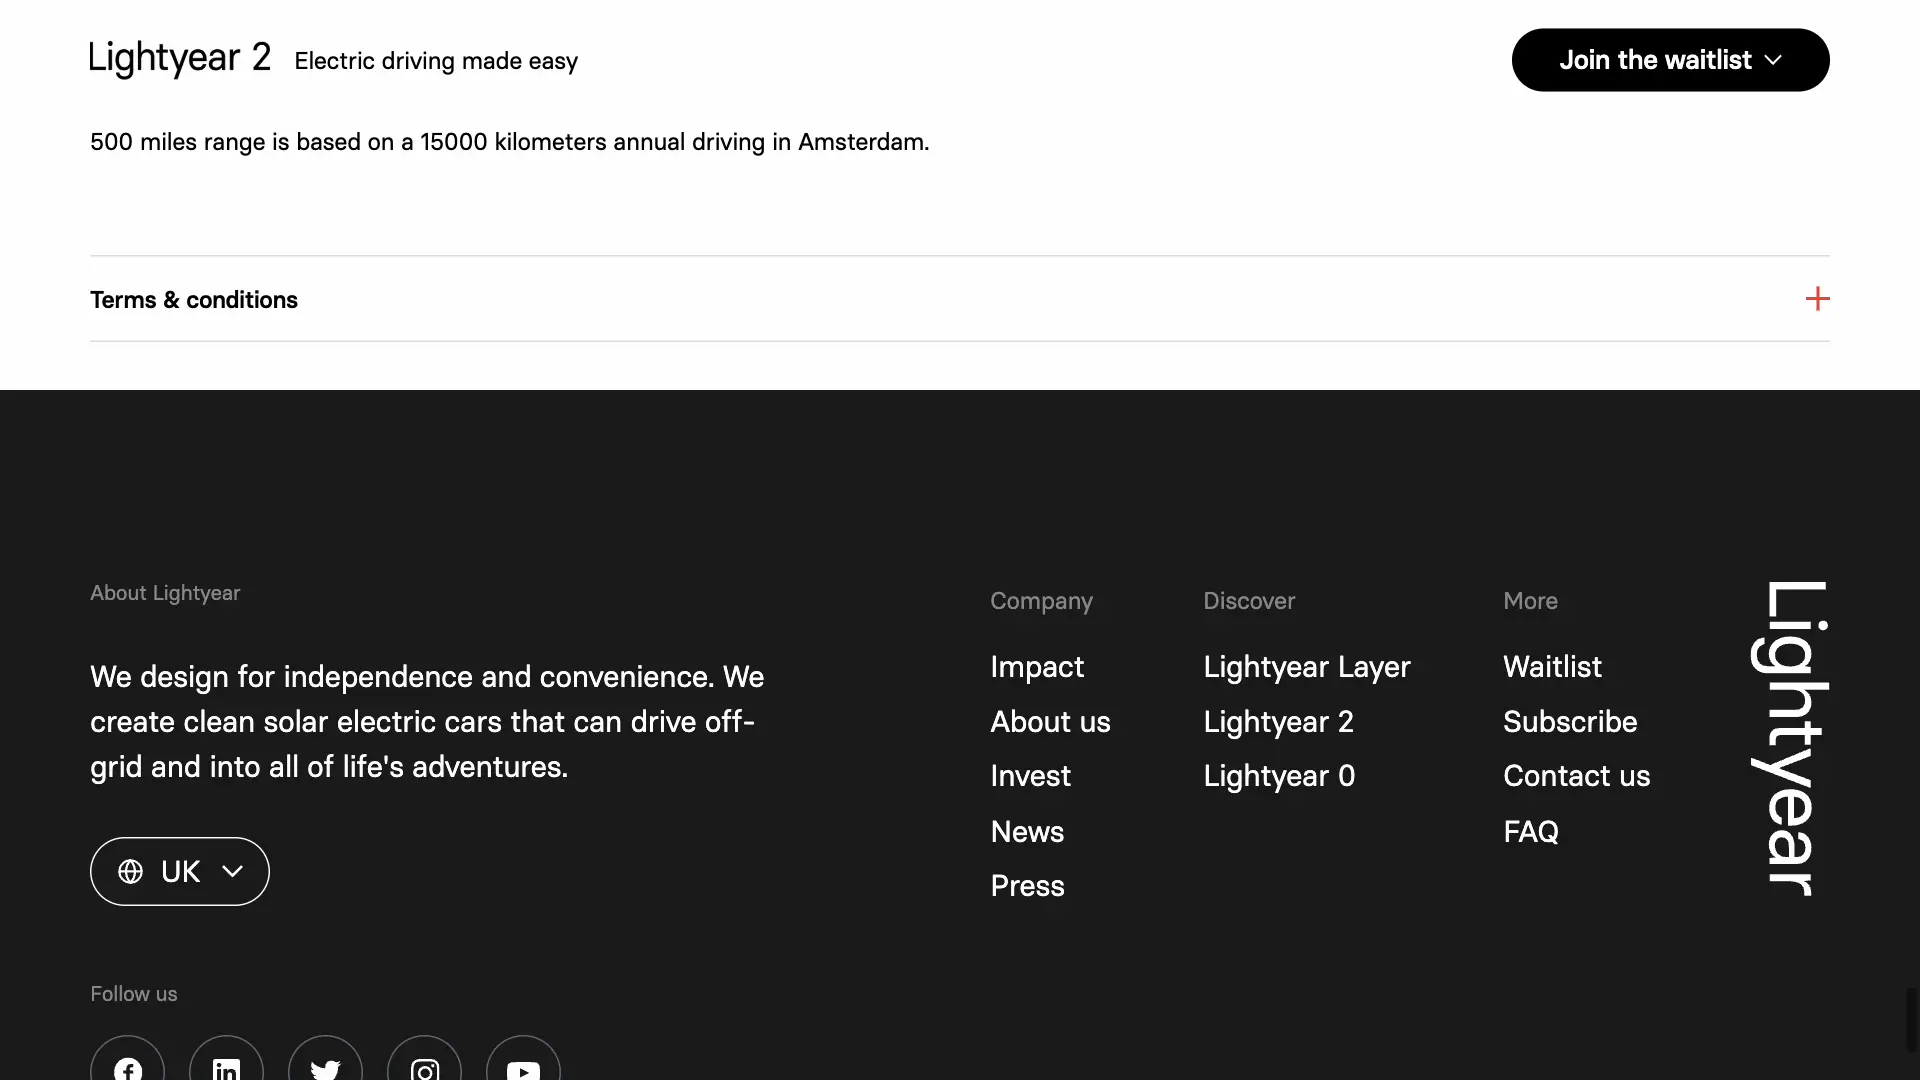 Lightyear 2 Electric driving made easy
Join the waitlist
500 miles range is based on a 15000 kilometers annual driving in Amsterdam.
Terms & conditions
About Lightyear
We design for independence and convenience. We
create clean solar electric cars that can drive off-
grid and into all of life's adventures.
UK
Follow us
Company
Impact
About us
Invest
News
Press
Discover
Lightyear Layer
Lightyear 2
Lightyear 0
More
Waitlist
Subscribe
Contact us
FAQ
Lightyear